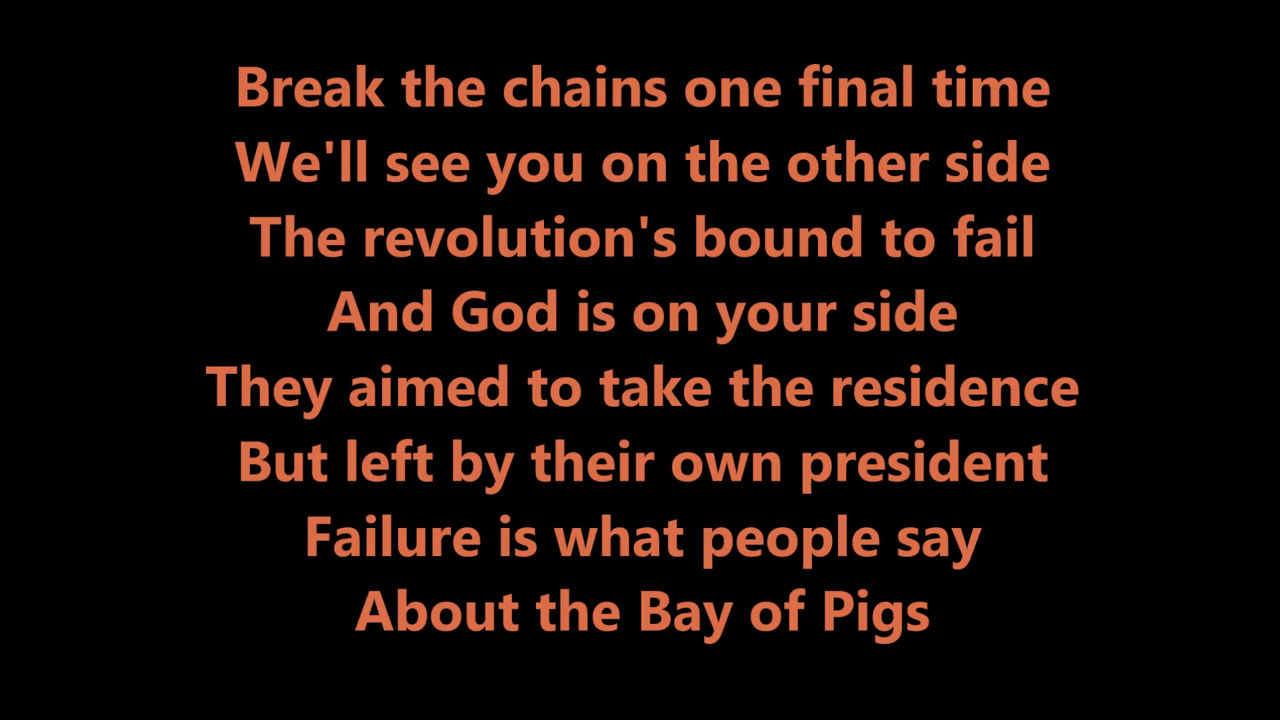 Break the chains one final time
We'll see you on the other side
The revolution's bound to fail
And God is on your side
They aimed to take the residence
But left by their own president
Failure is what people say
About the Bay of Pigs